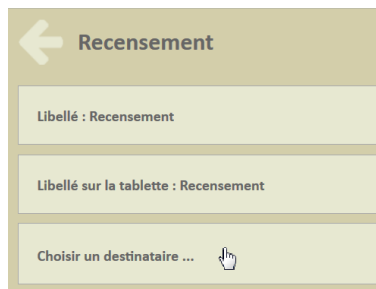 Recensement
Libellé : Recensement
Libellé sur la tablette : Recensement
Choisir un destinataire ...